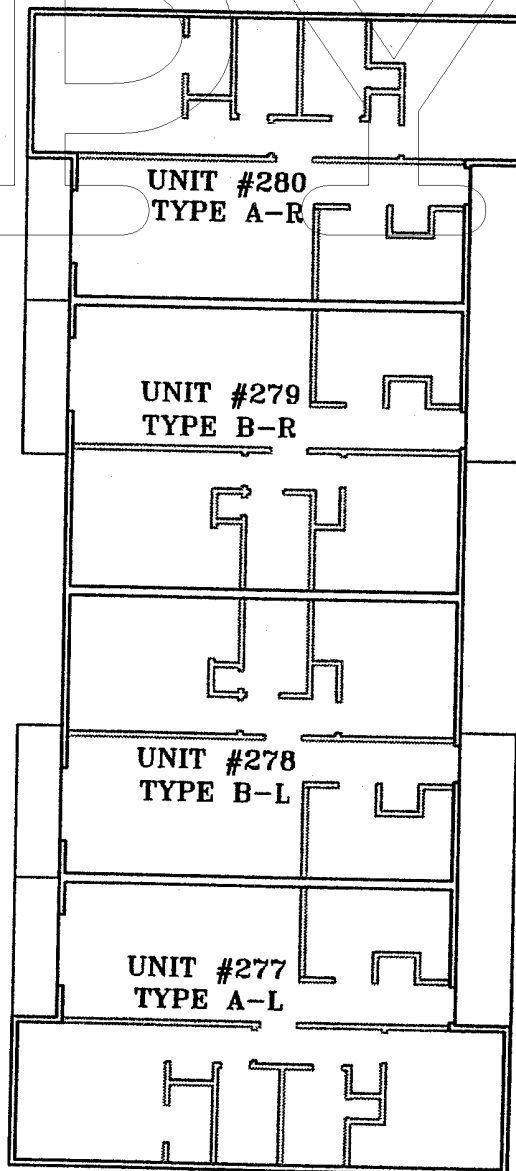 UNIT #280
TYPE A-R
UNIT #279
TYPE B-R
UNIT #278
TYPE B-L
UNIT #277
TYPE A-L